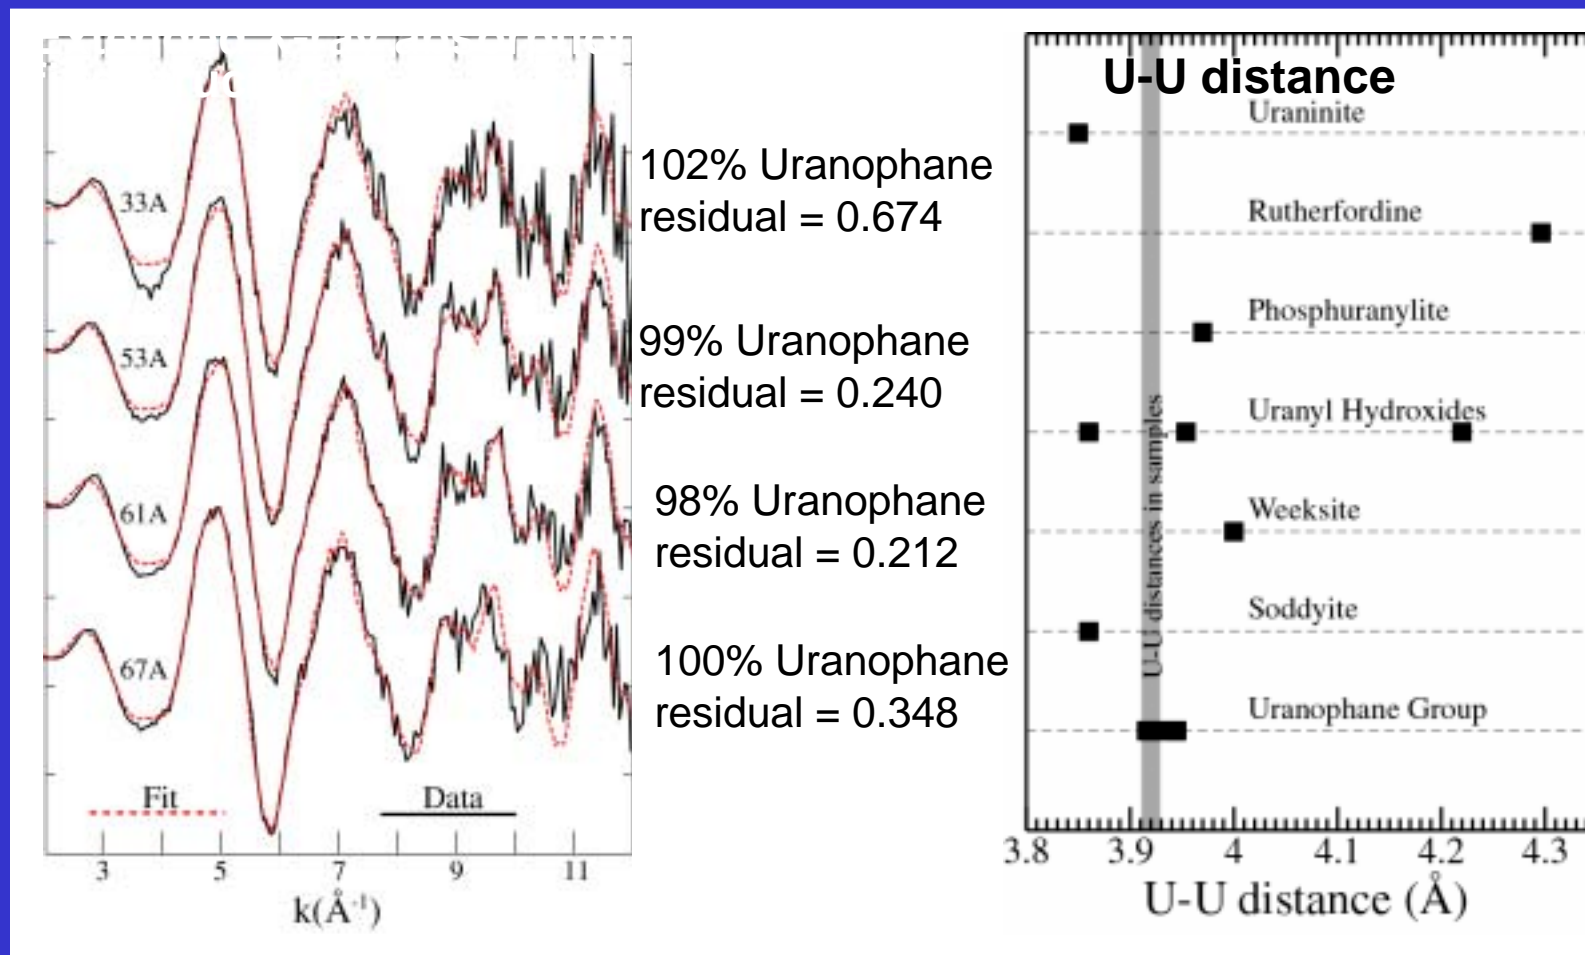 33A
53A
61A
67A
Fit
Data
3 5 7 9 11
k(Å⁻¹)
102% Uranophane
residual = 0.674
99% Uranophane
residual = 0.240
98% Uranophane
residual = 0.212
100% Uranophane
residual = 0.348
U-U distance
Uraninite
Rutherfordine
Phosphuranylite
Uranyl Hydroxides
Weeksite
Soddyite
Uranophane Group
U-U distances in samples
3.8 3.9 4 4.1 4.2 4.3
U-U distance (Å)